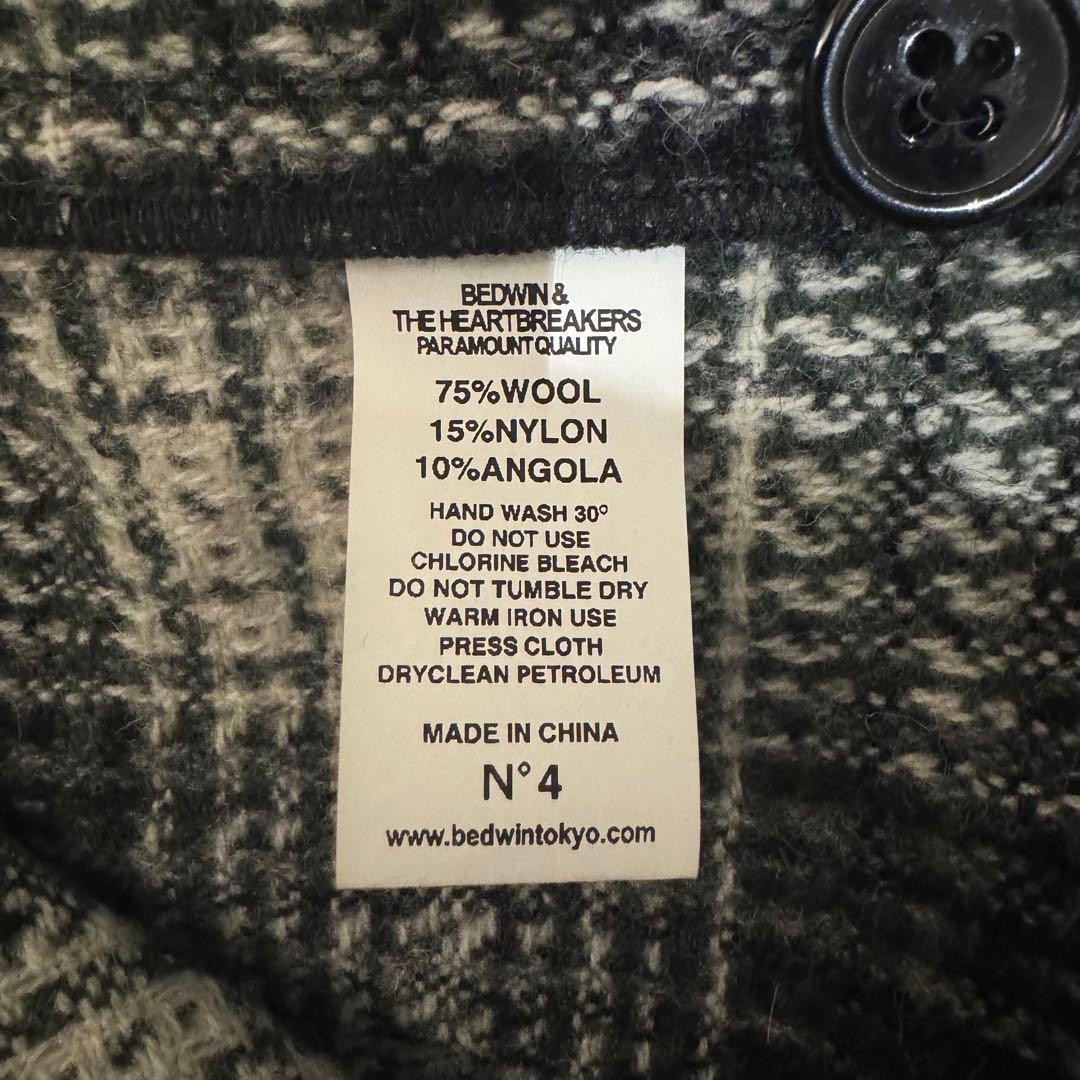 BEDWIN &
THE HEARTBREAKERS
PARAMOUNT QUALITY
75%WOOL
15%NYLON
10%ANGOLA
HAND WASH 30°
DO NOT USE
CHLORINE BLEACH
DO NOT TUMBLE DRY
WARM IRON USE
PRESS CLOTH
DRYCLEAN PETROLEUM
MADE IN CHINA
N°4
www.bedwintokyo.com